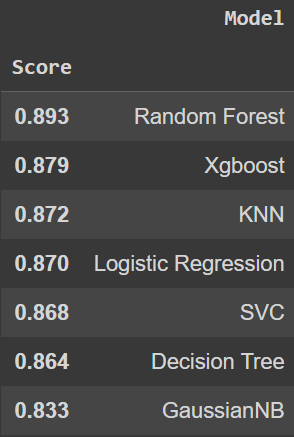 Model
Score
0.893 Random Forest
0.879 Xgboost
0.872 KNN
0.870 Logistic Regression
0.868 SVC
0.864 Decision Tree
0.833 GaussianNB